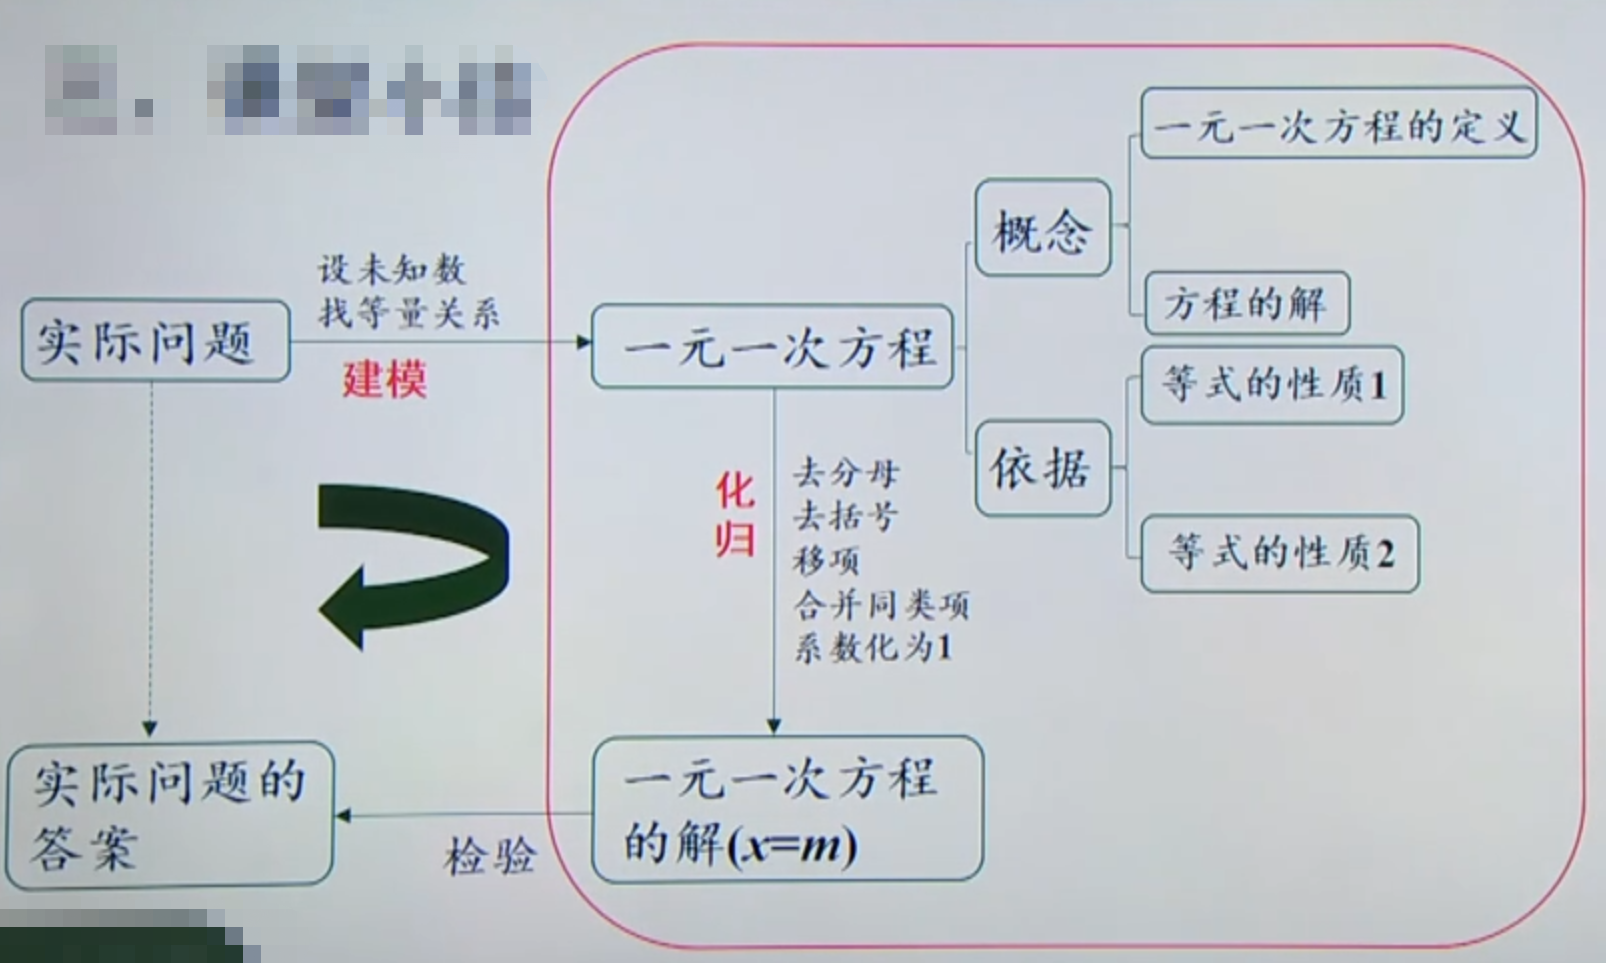 一元一次方程的定义
概念
方程的解
设未知数
找等量关系
实际问题
建模
一元一次方程
等式的性质1
依据
等式的性质2
化
归
去分母
去括号
移项
合并同类项
系数化为1
实际问题的
答案
检验
一元一次方程
的解(x=m)